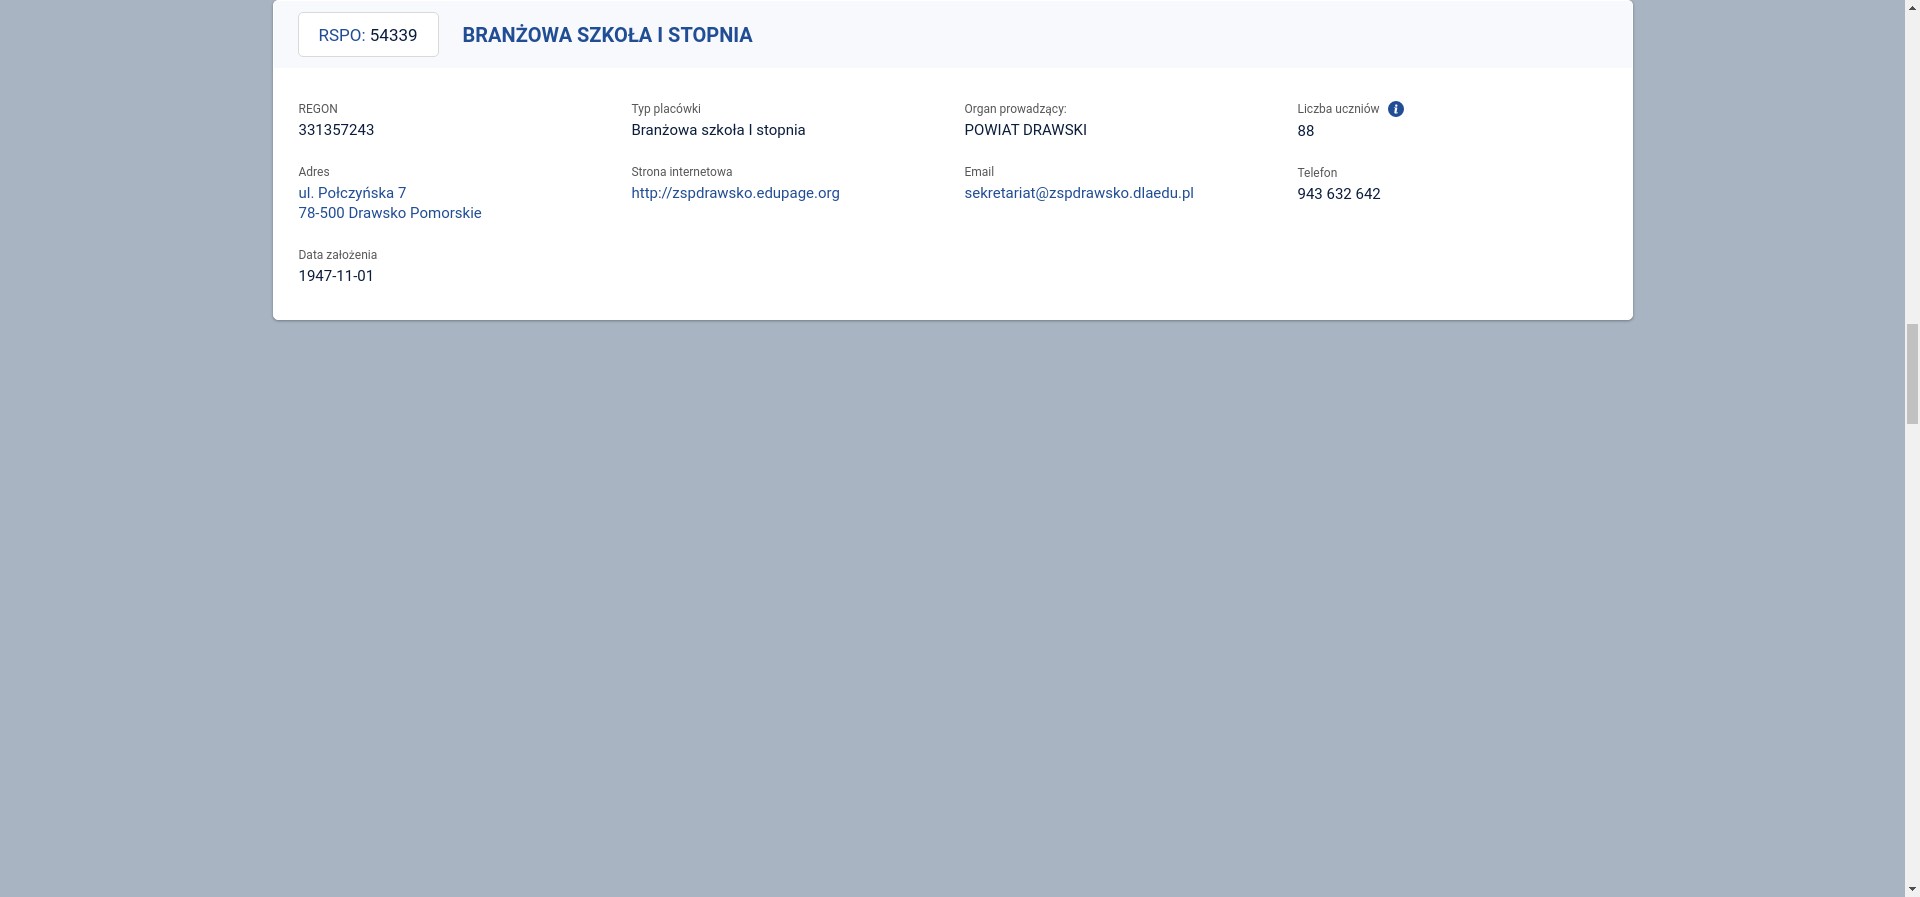 RSPO: 54339
BRANŻOWA SZKOŁA I STOPNIA
REGON
331357243
Typ placówki
Branżowa szkoła I stopnia
Organ prowadzący:
POWIAT DRAWSKI
Liczba uczniów
88
Adres
ul. Połczyńska 7
78-500 Drawsko Pomorskie
Strona internetowa
http://zspdrawsko.edupage.org
Email
sekretariat@zspdrawsko.dlaedu.pl
Telefon
943 632 642
Data założenia
1947-11-01